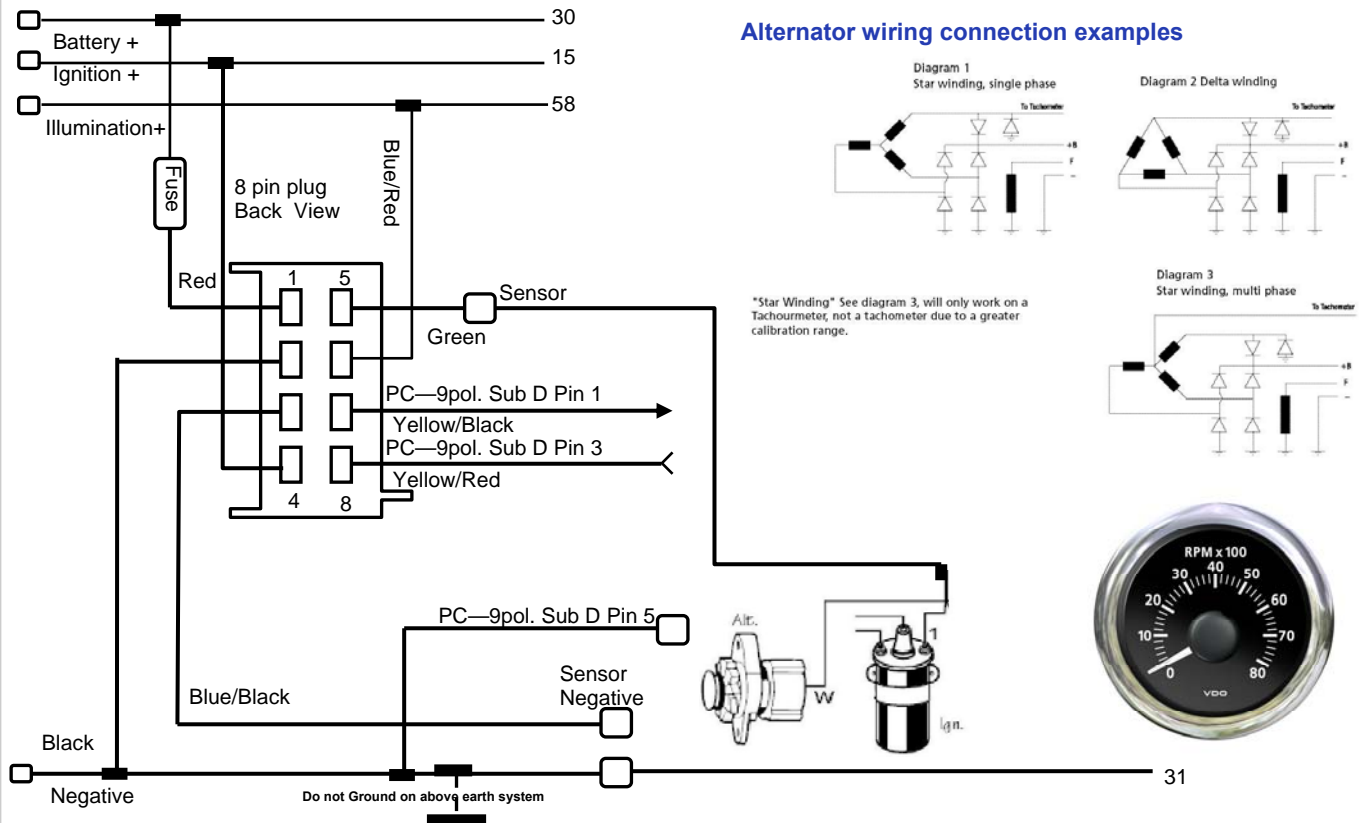 30
Battery +
15
Ignition +
58
Illumination+
Fuse
8 pin plug
Back View
Blue/Red
Red
1 5
Sensor
Green
PC—9pol. Sub D Pin 1
Yellow/Black
PC—9pol. Sub D Pin 3
Yellow/Red
4 8
PC—9pol. Sub D Pin 5
Blue/Black
Sensor
Negative
Black
Negative
Do not Ground on above earth system
31
Alt.
W
1
Ign.
Alternator wiring connection examples
Diagram 1
Star winding, single phase
To Tachometer
+B
F
–
Diagram 2 Delta winding
To Tachometer
+B
F
–
"Star Winding" See diagram 3, will only work on a
Tachourmeter, not a tachometer due to a greater
calibration range.
Diagram 3
Star winding, multi phase
To Tachometer
+B
F
–
RPM x 100
0 10 20 30 40 50 60 70 80
VDO